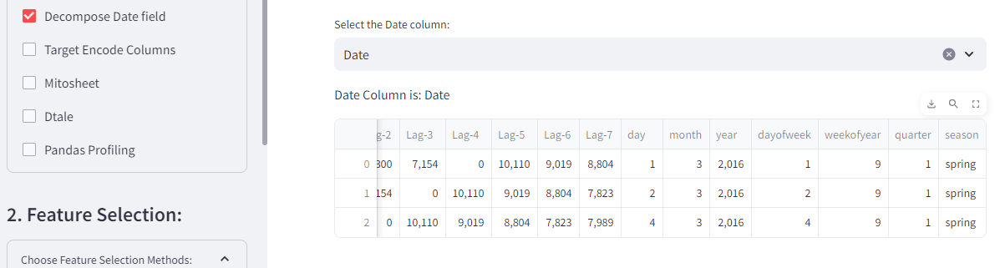 Decompose Date field
Target Encode Columns
Mitosheet
Dtale
Pandas Profiling
2. Feature Selection:
Choose Feature Selection Methods:
Select the Date column:
Date
Date Column is: Date
g-2 Lag-3 Lag-4 Lag-5 Lag-6 Lag-7 day month year dayofweek weekofyear quarter season
0 800 7,154 0 10,110 9,019 8,804 1 3 2,016 1 9 1 spring
1 154 0 10,110 9,019 8,804 7,823 2 3 2,016 2 9 1 spring
2 0 10,110 9,019 8,804 7,823 7,989 4 3 2,016 4 9 1 spring